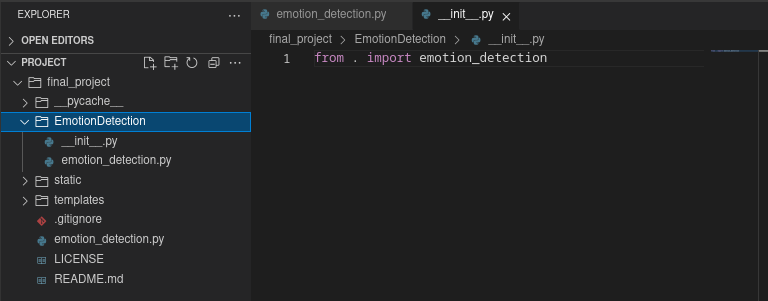 EXPLORER
OPEN EDITORS
PROJECT
final_project
__pycache__
EmotionDetection
__init__.py
emotion_detection.py
static
templates
.gitignore
emotion_detection.py
LICENSE
README.md
emotion_detection.py
__init__.py
final_project > EmotionDetection > __init__.py
1 from . import emotion_detection